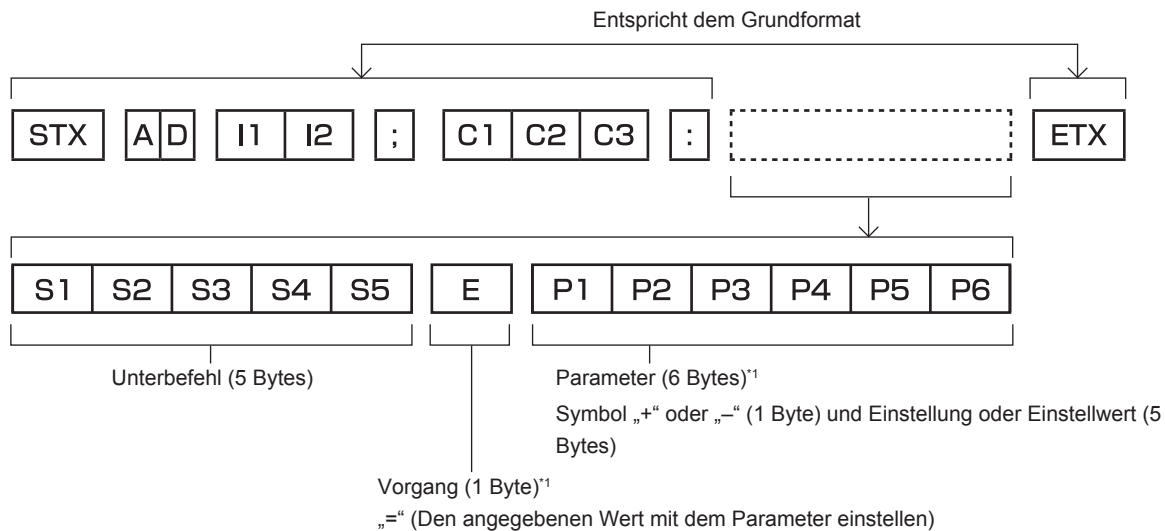 Entspricht dem Grundformat
STX A D I1 I2 ; C1 C2 C3 : ETX
S1 S2 S3 S4 S5 E P1 P2 P3 P4 P5 P6
Unterbefehl (5 Bytes)
Parameter (6 Bytes)*1
Symbol „+“ oder „–“ (1 Byte) und Einstellung oder Einstellwert (5
Bytes)
Vorgang (1 Byte)*1
„=“ (Den angegebenen Wert mit dem Parameter einstellen)